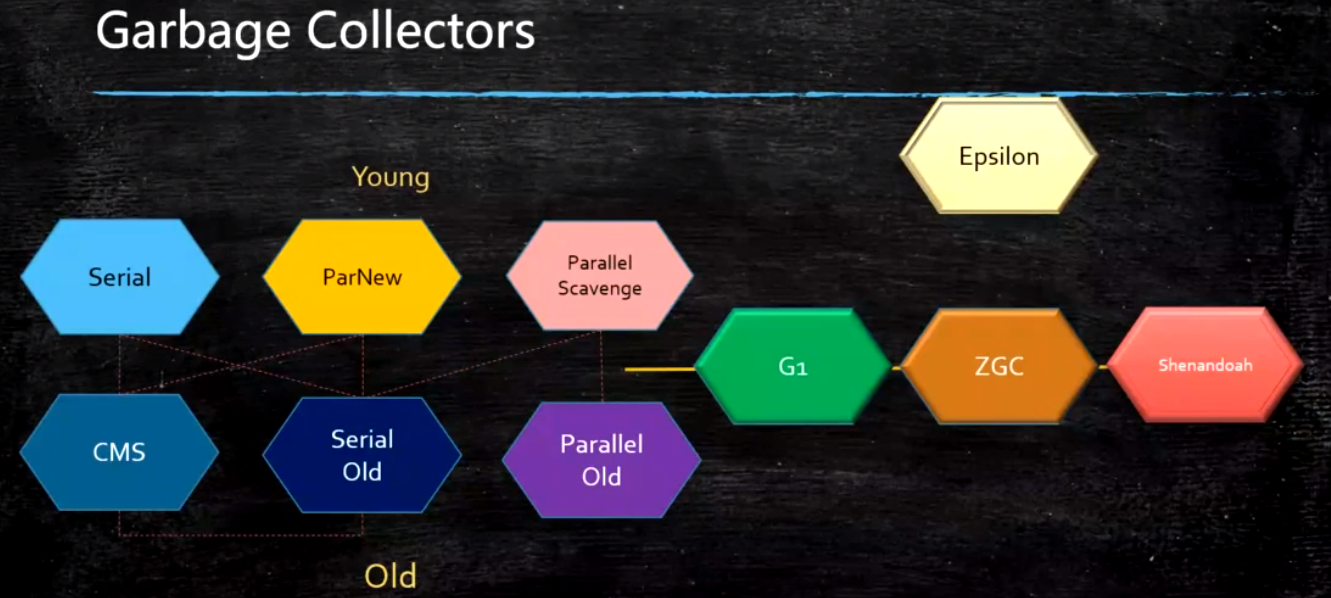 Garbage Collectors
Epsilon
Young
Serial
ParNew
Parallel
Scavenge
G1
ZGC
Shenandoah
CMS
Serial
Old
Parallel
Old
Old